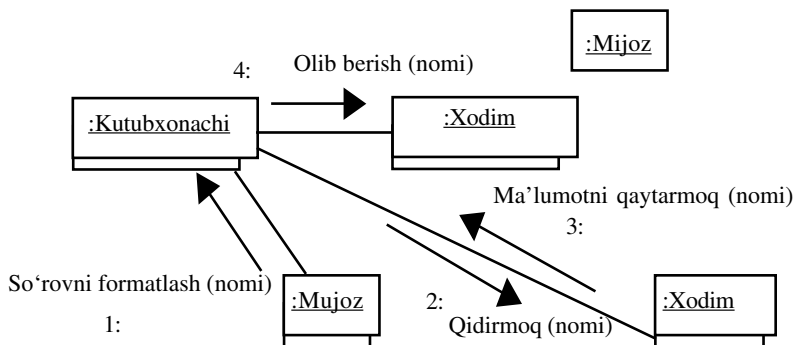 :Mijoz
Olib berish (nomi)
4:
:Kutubxonachi
:Xodim
Ma’lumotni qaytarmoq (nomi)
3:
So‘rovni formatlash (nomi)
1:
:Mujoz
2:
Qidirmoq (nomi)
:Xodim